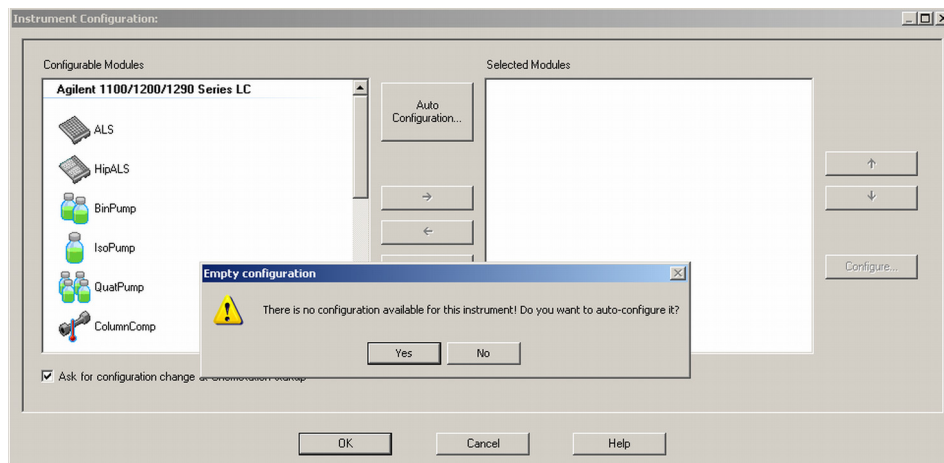 Instrument Configuration:
Configurable Modules
Selected Modules
Agilent 1100/1200/1290 Series LC
ALS
HipALS
BinPump
IsoPump
QuatPump
ColumnComp
Auto
Configuration...
Configure...
Empty configuration
There is no configuration available for this instrument! Do you want to auto-configure it?
Yes
No
Ask for configuration change
OK
Cancel
Help